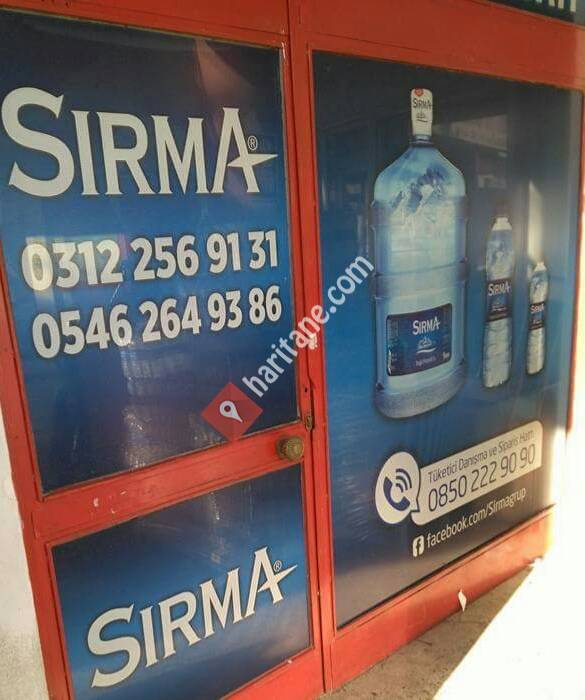 SIRMA®
0312 256 91 31
0546 264 93 86
haritane.com
SIRMA®
SIRMA
SIRMA
SIRMA
SIRMA
Tüketici Danışma ve Sipariş Hattı
0850 222 90 90
facebook.com/Sirmagrup